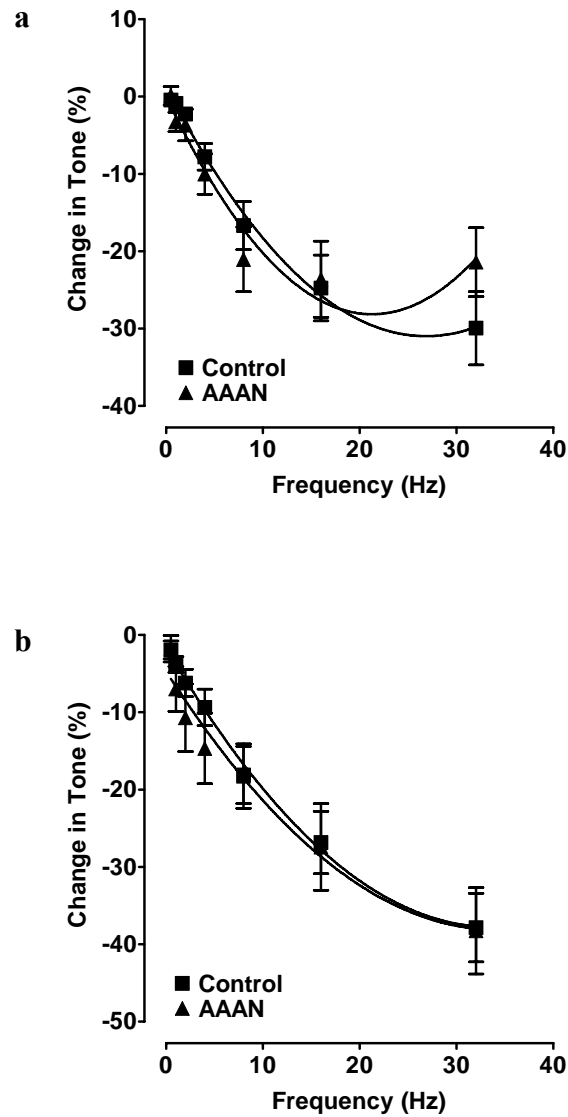 a
10
0
-10
-20
-30
-40
Change in Tone (%)
Control
AAAN
0 10 20 30 40
Frequency (Hz)
b
0
-10
-20
-30
-40
-50
Change in Tone (%)
Control
AAAN
0 10 20 30 40
Frequency (Hz)